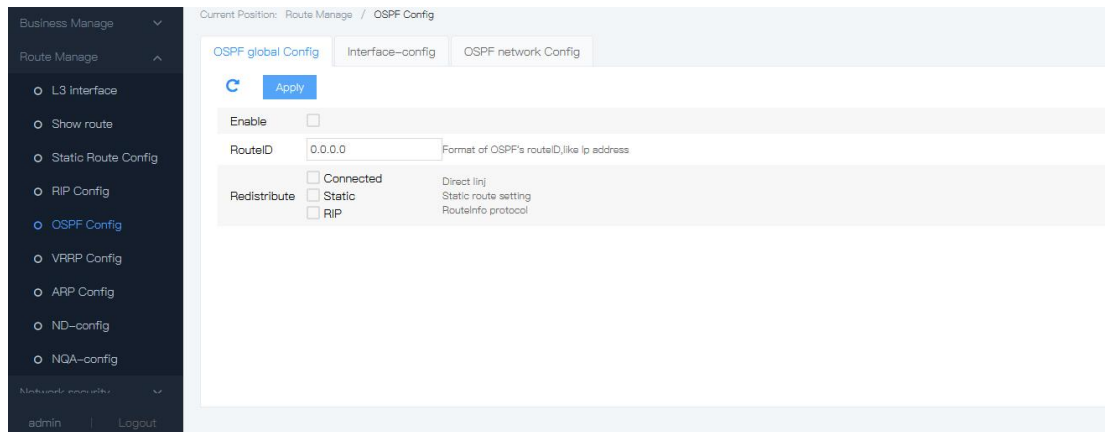 Business Manage
Route Manage
L3 interface
Show route
Static Route Config
RIP Config
OSPF Config
VRRP Config
ARP Config
ND-config
NQA-config
Network security
admin | Logout
Current Position: Route Manage / OSPF Config
OSPF global Config Interface-config OSPF network Config
Apply
Enable
RouteID 0.0.0.0 Format of OSPF's routeID,like ip address
Redistribute
Connected Direct linj
Static Static route setting
RIP RouteInfo protocol